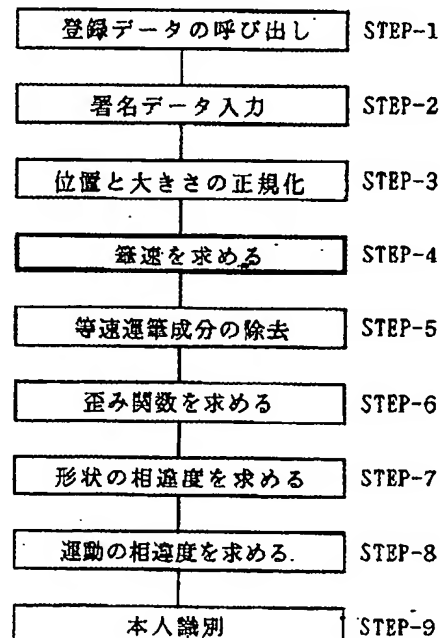 登録データの呼び出し STEP-1
署名データ入力 STEP-2
位置と大きさの正規化 STEP-3
筆速を求める STEP-4
等速運筆成分の除去 STEP-5
歪み関数を求める STEP-6
形状の相違度を求める STEP-7
運動の相違度を求める STEP-8
本人識別 STEP-9